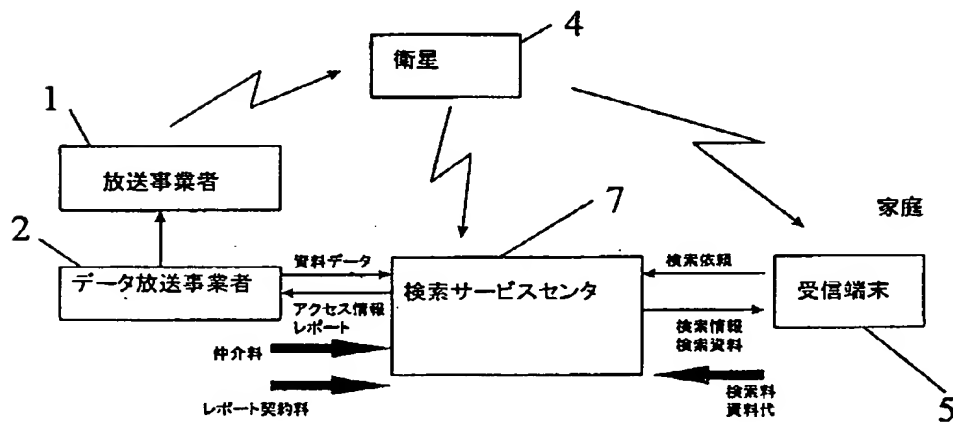 4
衛星
1
放送事業者
7
家庭
2
データ放送事業者
資料データ
検索サービスセンタ
検索依頼
受信端末
アクセス情報
レポート
検索情報
検索資料
仲介料
レポート契約料
検索料
資料代
5